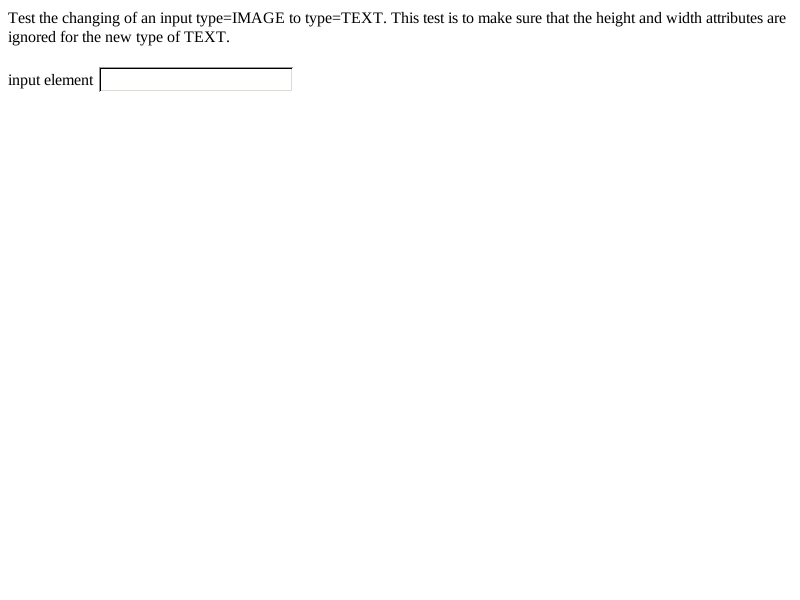 Test the changing of an input type=IMAGE to type=TEXT. This test is to make sure that the height and width attributes are
ignored for the new type of TEXT.
input element